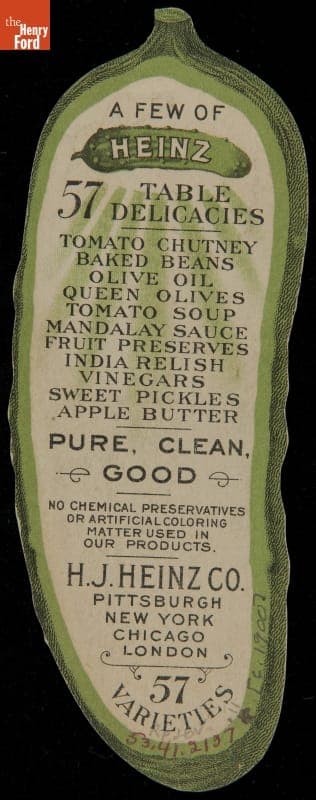 the
Henry
Ford
A FEW OF
HEINZ
57 TABLE
DELICACIES
TOMATO CHUTNEY
BAKED BEANS
OLIVE OIL
QUEEN OLIVES
TOMATO SOUP
MANDALAY SAUCE
FRUIT PRESERVES
INDIA RELISH
VINEGARS
SWEET PICKLES
APPLE BUTTER
PURE, CLEAN,
GOOD
NO CHEMICAL PRESERVATIVES
OR ARTIFICIAL COLORING
MATTER USED IN
OUR PRODUCTS.
H.J. HEINZ CO.
PITTSBURGH
NEW YORK
CHICAGO
LONDON
57
VARIETIES
53.41.2137